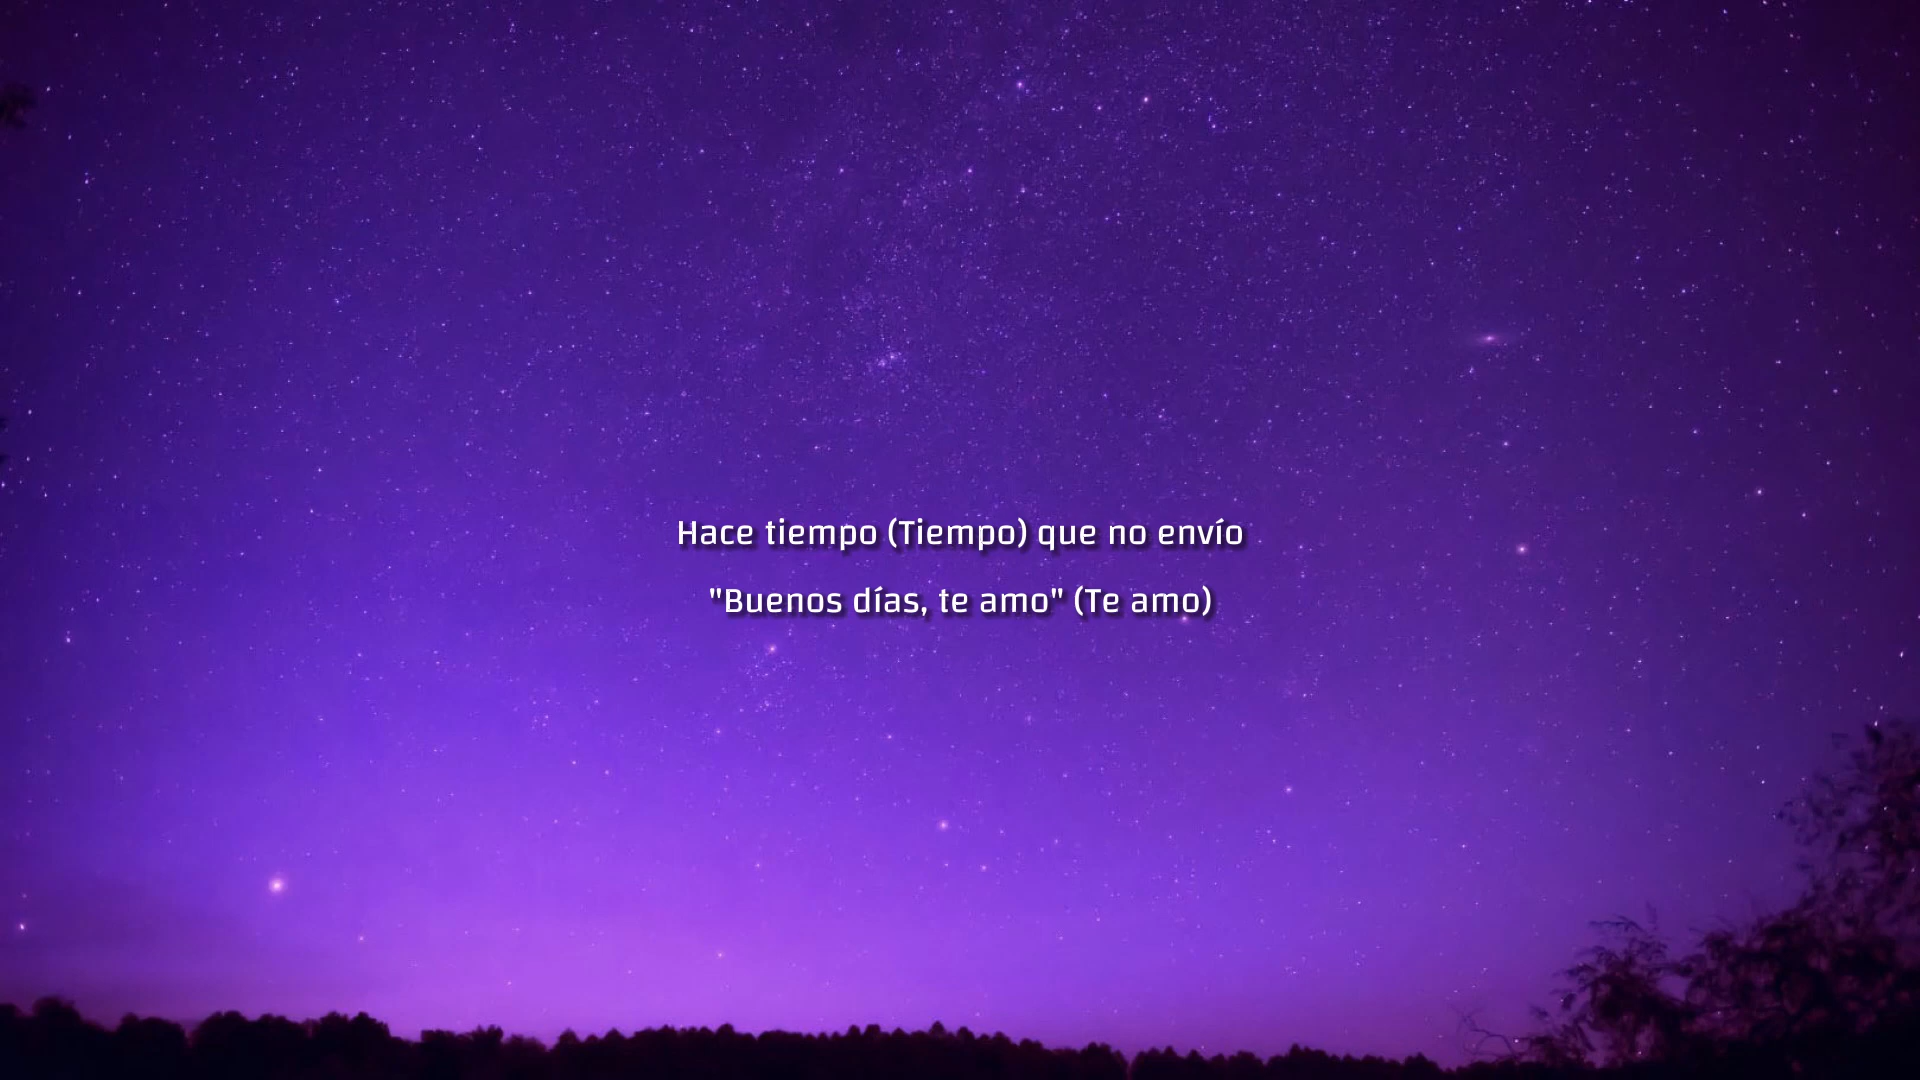 Hace tiempo (Tiempo) que no envío
"Buenos días, te amo" (Te amo)